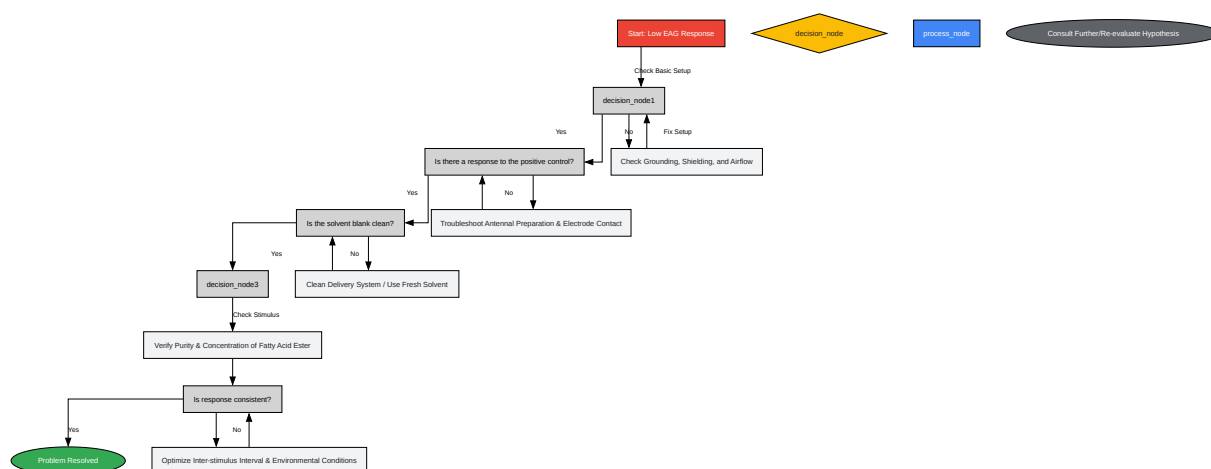 Start: Low EAG Response
decision_node
process_node
Consult Further/Re-evaluate Hypothesis
Check Basic Setup
decision_node1
Yes
No
Fix Setup
Is there a response to the positive control?
Check Grounding, Shielding, and Airflow
Yes
No
Is the solvent blank clean?
Troubleshoot Antennal Preparation & Electrode Contact
Yes
No
decision_node3
Clean Delivery System / Use Fresh Solvent
Check Stimulus
Verify Purity & Concentration of Fatty Acid Ester
Is response consistent?
Yes
No
Problem Resolved
Optimize Inter-stimulus Interval & Environmental Conditions